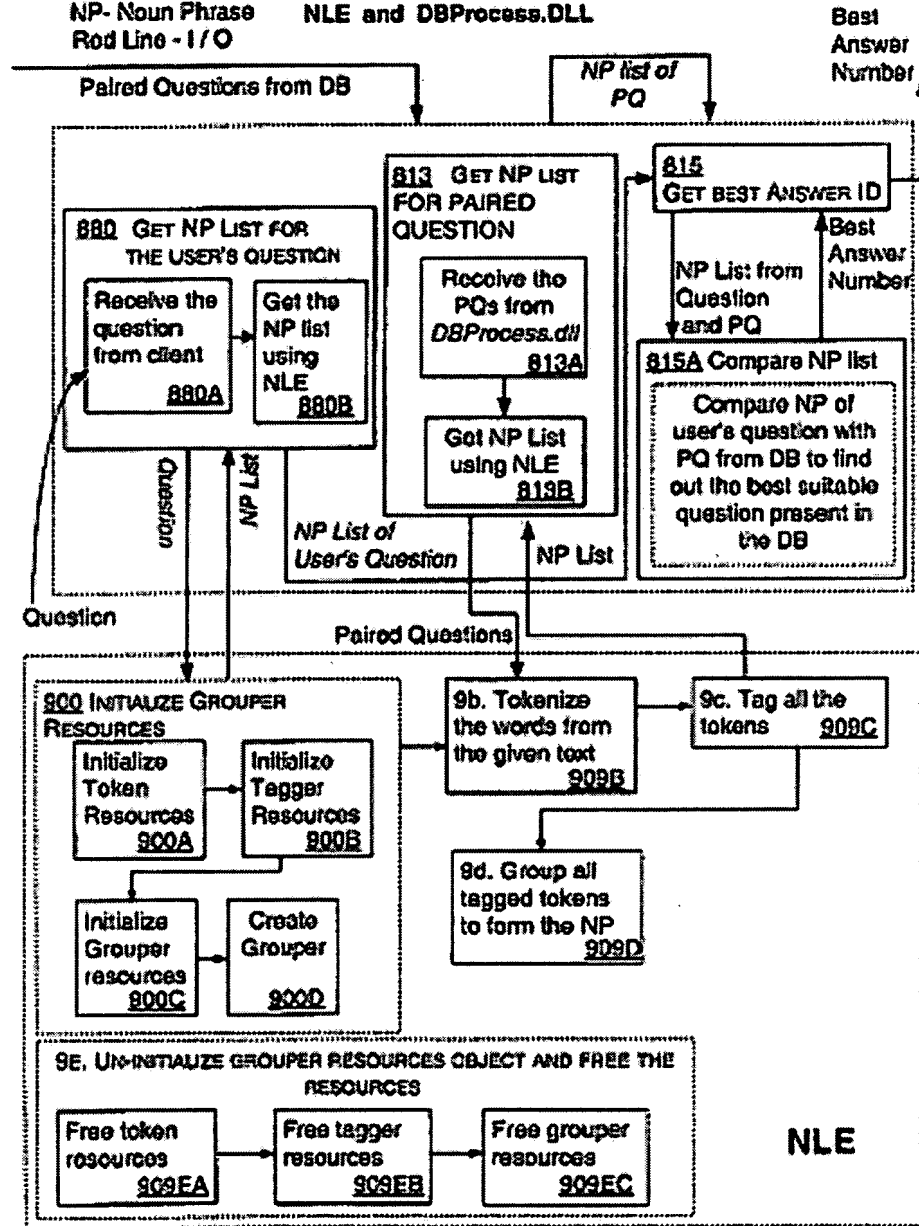 NP- Noun Phrase
Red Line - I / O
NLE and DBProcess.DLL
Best
Answer
Number
Paired Questions from DB
NP list of
PQ
880 GET NP LIST FOR
THE USER'S QUESTION
Receive the
question
from client
880A
Get the
NP list
using
NLE
880B
813 GET NP LIST
FOR PAIRED
QUESTION
Receive the
PQs from
DBProcess.dll
813A
Get NP List
using NLE
813B
815
GET BEST ANSWER ID
NP List from
Question
and PQ
Best
Answer
Number
815A Compare NP list
Compare NP of
user's question with
PQ from DB to find
out the best suitable
question present in
the DB
Question
NP List
NP List of
User's Question
NP List
Question
Paired Questions
900 INITIALIZE GROUPER
RESOURCES
Initialize
Token
Resources
900A
Initialize
Tagger
Resources
900B
Initialize
Grouper
resources
900C
Create
Grouper
900D
9b. Tokenize
the words from
the given text
909B
9c. Tag all the
tokens 909C
9d. Group all
tagged tokens
to form the NP
909D
9E. UN-INITIALIZE GROUPER RESOURCES OBJECT AND FREE THE
RESOURCES
Free token
resources
909EA
Free tagger
resources
909EB
Free grouper
resources
909EC
NLE